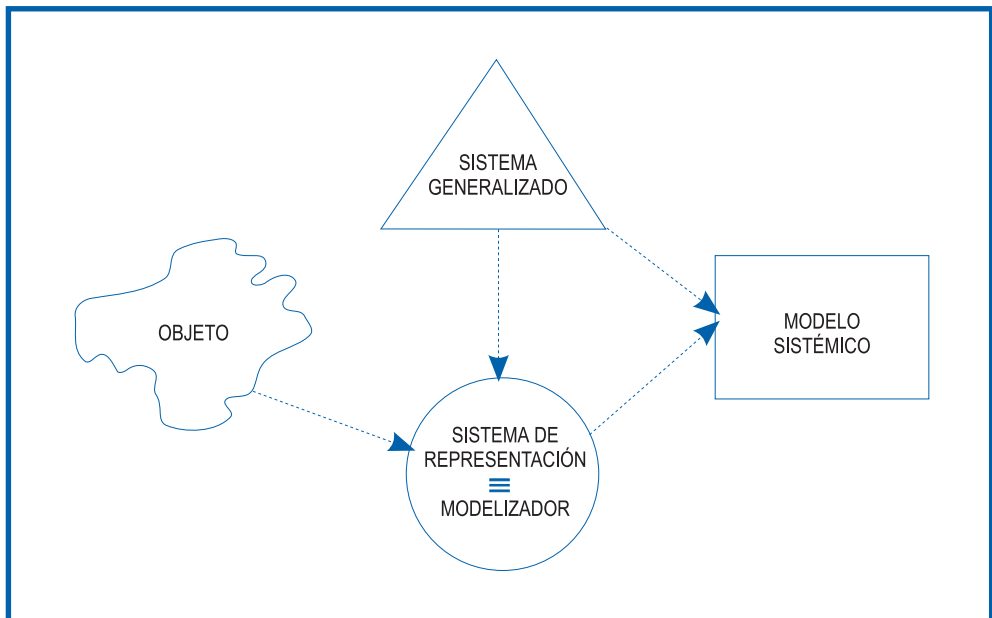 SISTEMA
GENERALIZADO
OBJETO
MODELO
SISTÉMICO
SISTEMA DE
REPRESENTACIÓN
≡
MODELIZADOR